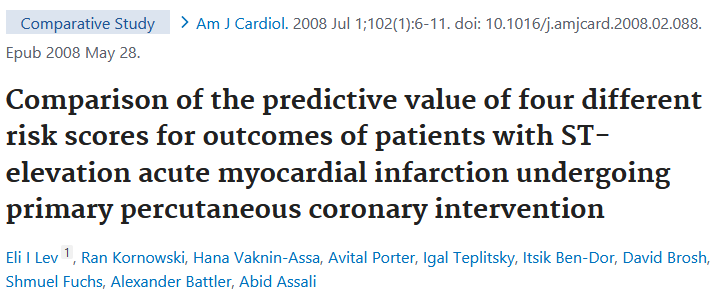 Comparative Study > Am J Cardiol. 2008 Jul 1;102(1):6-11. doi: 10.1016/j.amjcard.2008.02.088.
Epub 2008 May 28.
Comparison of the predictive value of four different
risk scores for outcomes of patients with ST-
elevation acute myocardial infarction undergoing
primary percutaneous coronary intervention
Eli I Lev 1, Ran Kornowski, Hana Vaknin-Assa, Avital Porter, Igal Teplitsky, Itsik Ben-Dor, David Brosh,
Shmuel Fuchs, Alexander Battler, Abid Assali